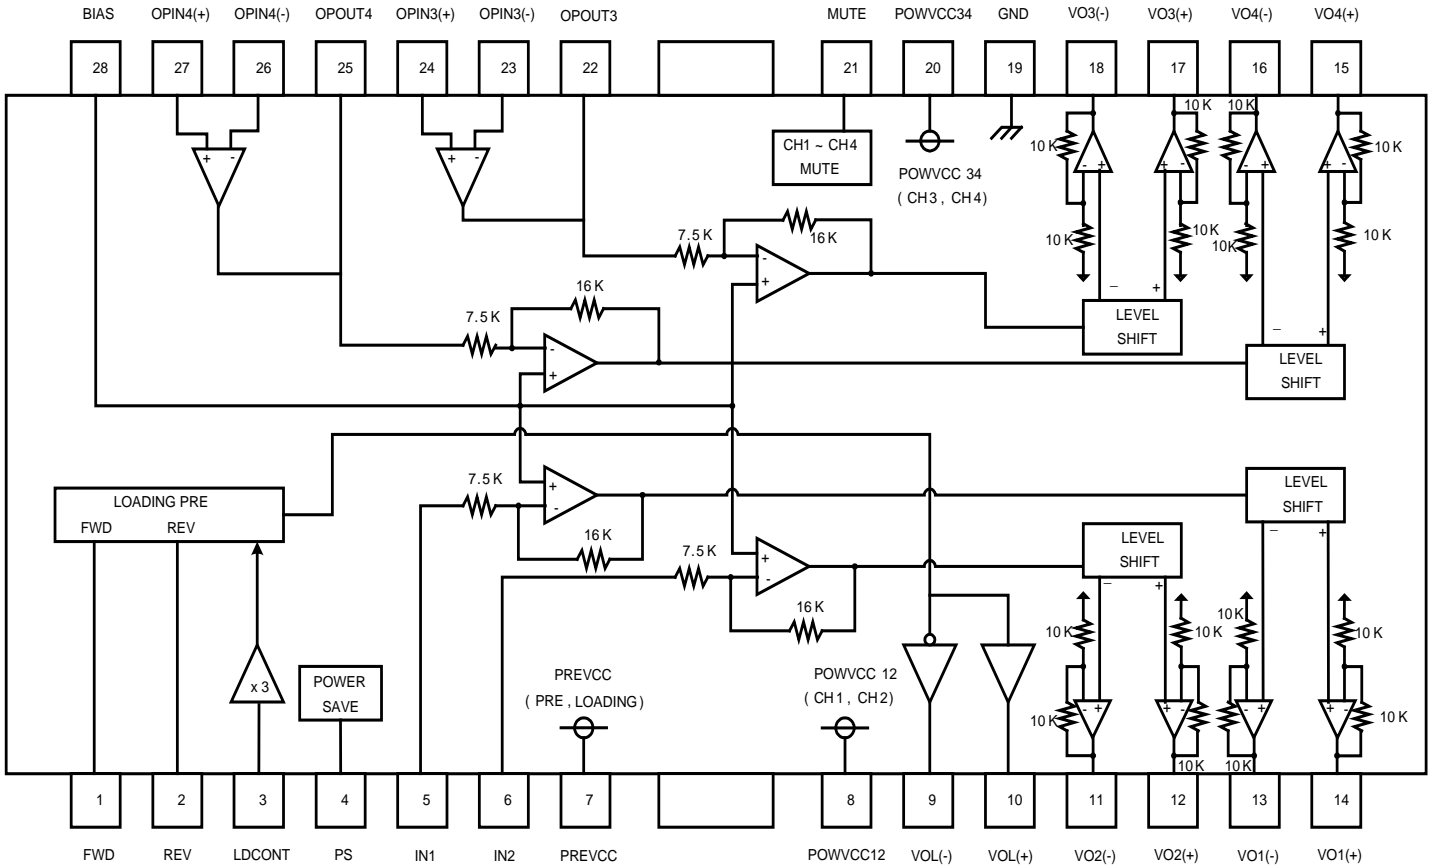 BIAS OPIN4(+) OPIN4(-) OPOUT4 OPIN3(+) OPIN3(-) OPOUT3 MUTE POWVCC34 GND VO3(-) VO3(+) VO4(-) VO4(+)
28 27 26 25 24 23 22 21 20 19 18 17 16 15
10 K 10 K
+ - + - CH1 ~ CH4 10 K - + + - - + + - 10 K
MUTE
POWVCC 34
( CH3 , CH4)
7.5 K 16 K 10 K 10 K 10 K 10 K
-
+
− +
16 K
7.5 K LEVEL
SHIFT
− +
-
+
LEVEL
SHIFT
7.5 K
LOADING PRE
FWD REV
+
-
LEVEL
SHIFT
− +
16 K
7.5 K
LEVEL
SHIFT
+
-
− +
16 K
10 K 10 K 10 K 10 K
x 3
POWER
SAVE
PREVCC
( PRE , LOADING)
POWVCC 12
( CH1 , CH2)
10 K - + + - - + + - 10 K
10 K 10 K
1 2 3 4 5 6 7 8 9 10 11 12 13 14
FWD REV LDCONT PS IN1 IN2 PREVCC POWVCC12 VOL(-) VOL(+) VO2(-) VO2(+) VO1(-) VO1(+)